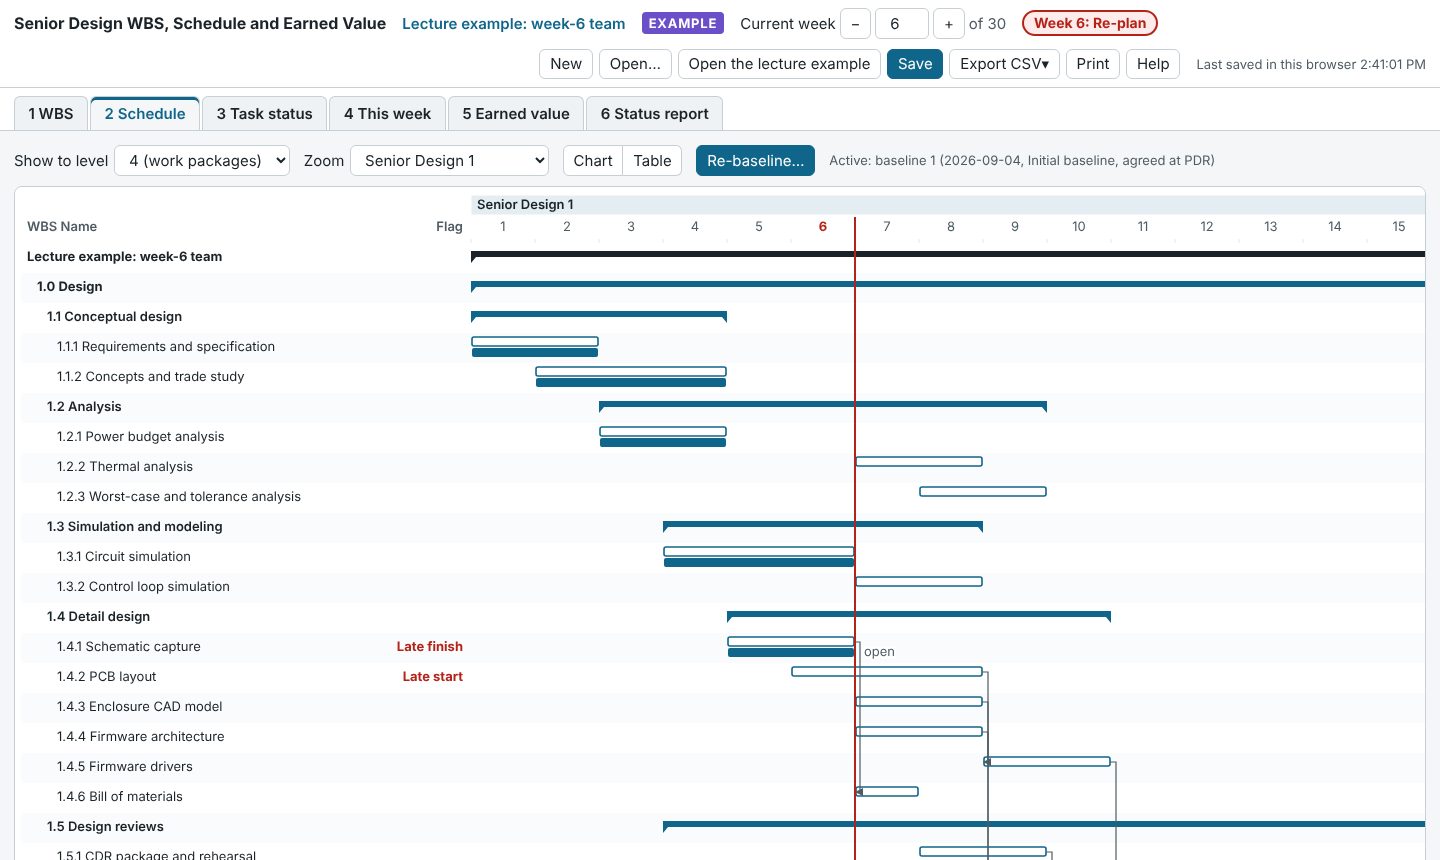 Senior Design WBS, Schedule and Earned Value Lecture example: week-6 team EXAMPLE Current week − 6 + of 30 Week 6: Re-plan
New Open... Open the lecture example Save Export CSV▾ Print Help Last saved in this browser 2:41:01 PM
1 WBS 2 Schedule 3 Task status 4 This week 5 Earned value 6 Status report
Show to level 4 (work packages) Zoom Senior Design 1 Chart Table Re-baseline... Active: baseline 1 (2026-09-04, Initial baseline, agreed at PDR)
Senior Design 1
WBS Name Flag 1 2 3 4 5 6 7 8 9 10 11 12 13 14 15
Lecture example: week-6 team
1.0 Design
1.1 Conceptual design
1.1.1 Requirements and specification
1.1.2 Concepts and trade study
1.2 Analysis
1.2.1 Power budget analysis
1.2.2 Thermal analysis
1.2.3 Worst-case and tolerance analysis
1.3 Simulation and modeling
1.3.1 Circuit simulation
1.3.2 Control loop simulation
1.4 Detail design
1.4.1 Schematic capture Late finish open
1.4.2 PCB layout Late start
1.4.3 Enclosure CAD model
1.4.4 Firmware architecture
1.4.5 Firmware drivers
1.4.6 Bill of materials
1.5 Design reviews
1.5.1 CDR package and rehearsal